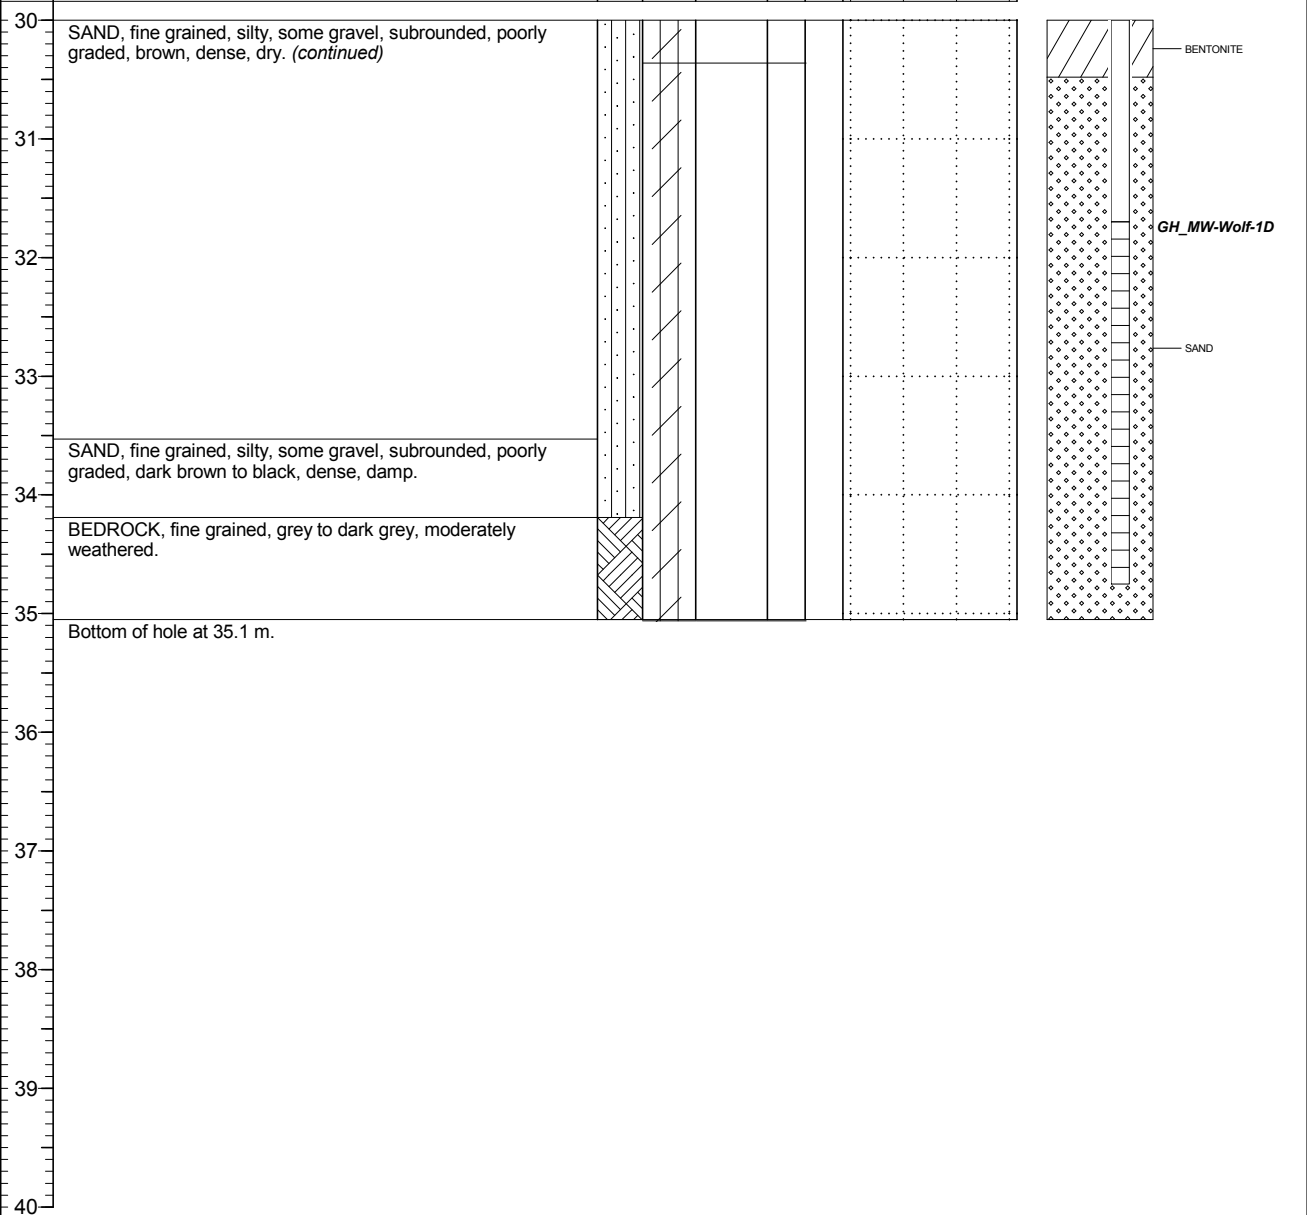 30
SAND, fine grained, silty, some gravel, subrounded, poorly
graded, brown, dense, dry. (continued)
BENTONITE
31
GH_MW-Wolf-1D
32
SAND
33
SAND, fine grained, silty, some gravel, subrounded, poorly
graded, dark brown to black, dense, damp.
34
BEDROCK, fine grained, grey to dark grey, moderately
weathered.
35
Bottom of hole at 35.1 m.
36
37
38
39
40